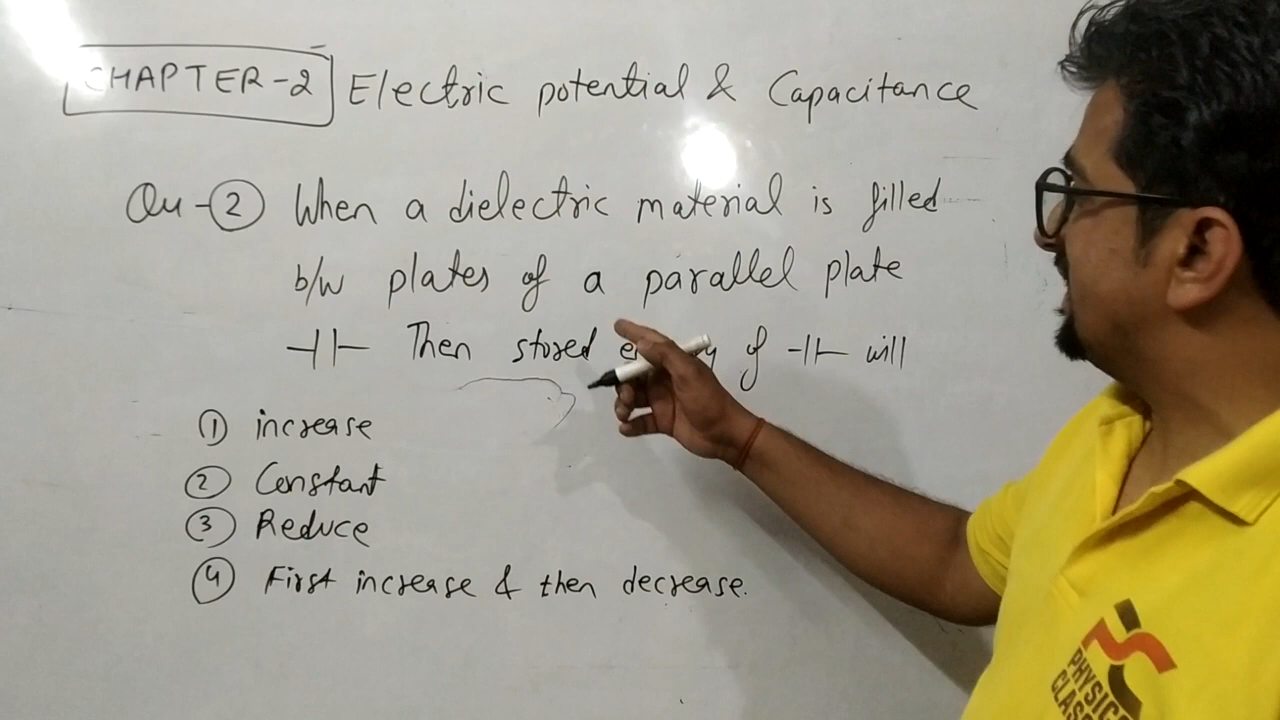 CHAPTER-2 Electric potential & Capacitance
Qu-② When a dielectric material is filled
b/w plates of a parallel plate
-||- Then stored of -||- will
① increase
② Constant
③ Reduce
④ First increase & then decrease.
PHYSICS